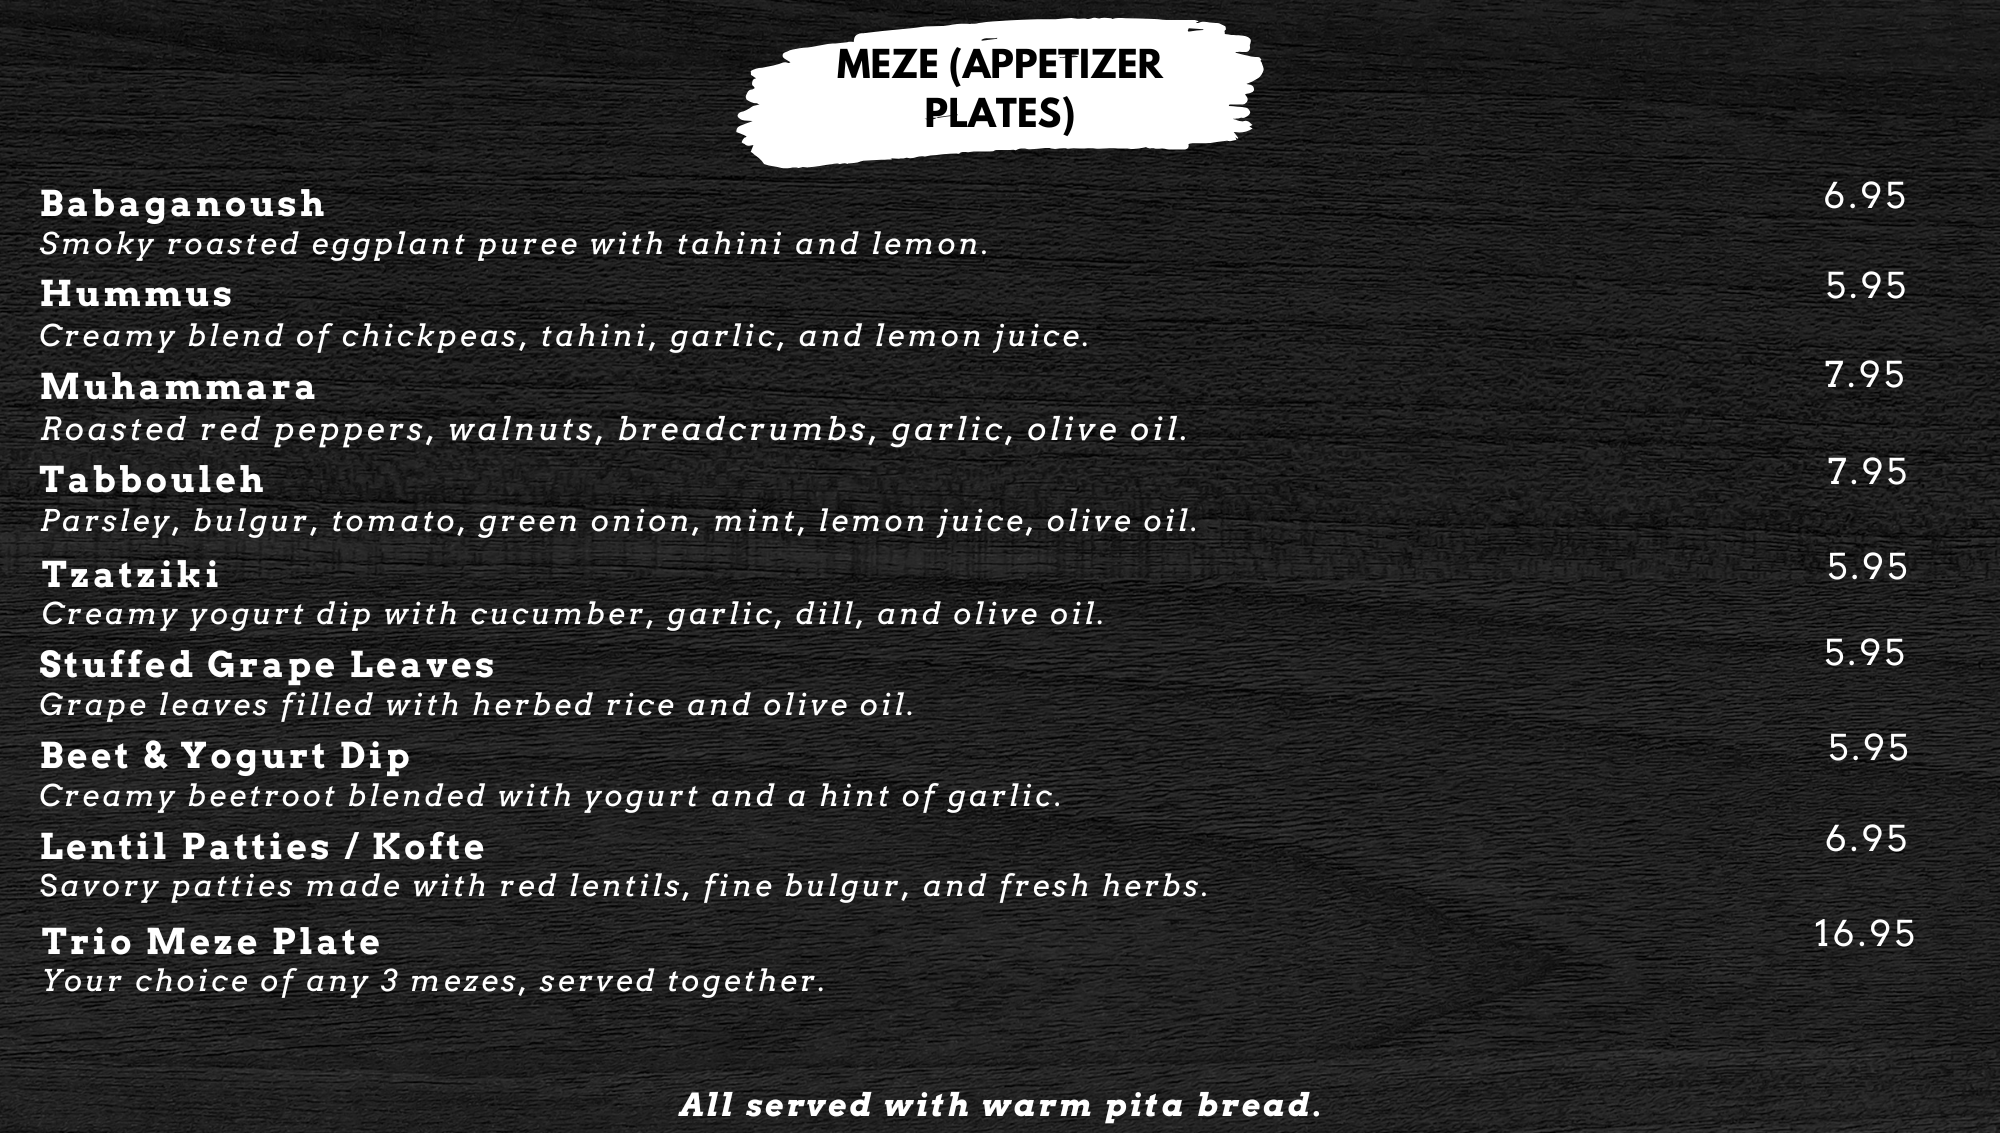 MEZE (APPETIZER
PLATES)
Babaganoush 6.95
Smoky roasted eggplant puree with tahini and lemon.
Hummus 5.95
Creamy blend of chickpeas, tahini, garlic, and lemon juice.
Muhammara 7.95
Roasted red peppers, walnuts, breadcrumbs, garlic, olive oil.
Tabbouleh 7.95
Parsley, bulgur, tomato, green onion, mint, lemon juice, olive oil.
Tzatziki 5.95
Creamy yogurt dip with cucumber, garlic, dill, and olive oil.
Stuffed Grape Leaves 5.95
Grape leaves filled with herbed rice and olive oil.
Beet & Yogurt Dip 5.95
Creamy beetroot blended with yogurt and a hint of garlic.
Lentil Patties / Kofte 6.95
Savory patties made with red lentils, fine bulgur, and fresh herbs.
Trio Meze Plate 16.95
Your choice of any 3 mezes, served together.
All served with warm pita bread.